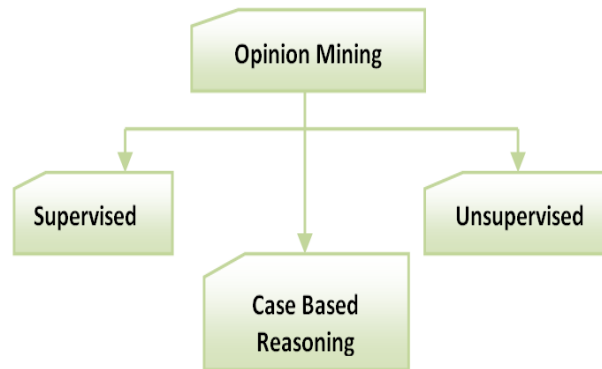 Opinion Mining
Supervised
Unsupervised
Case Based
Reasoning